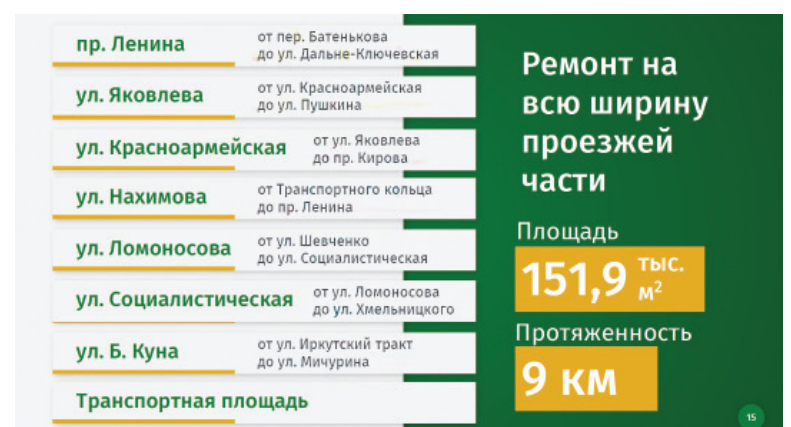 пр. Ленина
от пер. Батенькова
до ул. Дальне-Ключевская
ул. Яковлева
от ул. Красноармейская
до ул. Пушкина
ул. Красноармейская
от ул. Яковлева
до пр. Кирова
ул. Нахимова
от Транспортного кольца
до пр. Ленина
ул. Ломоносова
от ул. Шевченко
до ул. Социалистическая
ул. Социалистическая
от ул. Ломоносова
до ул. Хмельницкого
ул. Б. Куна
от ул. Иркутский тракт
до ул. Мичурина
Транспортная площадь
Ремонт на
всю ширину
проезжей
части
Площадь
151,9 тыс. м²
Протяженность
9 км
15